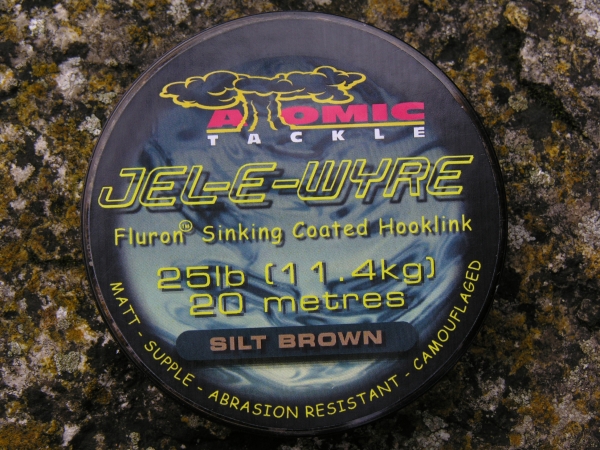 ATOMIC
TACKLE
JEL-E-WYRE
Fluron™ Sinking Coated Hooklink
25lb (11.4kg)
20 metres
SILT BROWN
MATT - SUPPLE - ABRASION RESISTANT - CAMOUFLAGED